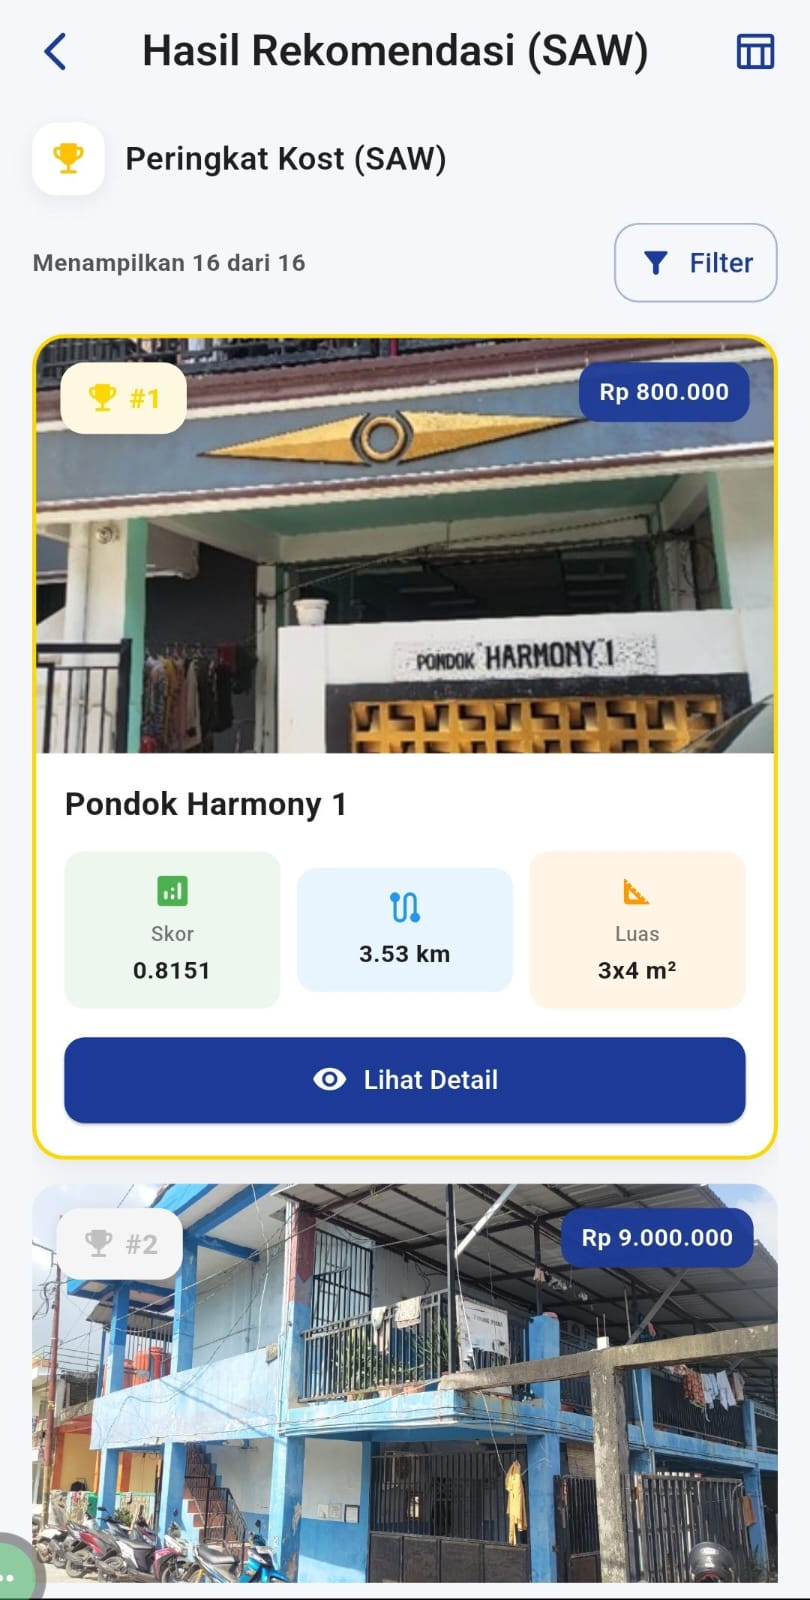 Hasil Rekomendasi (SAW)
Peringkat Kost (SAW)
Menampilkan 16 dari 16
Filter
#1
Rp 800.000
PONDOK "HARMONY 1"
Pondok Harmony 1
Skor
0.8151
3.53 km
Luas
3x4 m²
Lihat Detail
#2
Rp 9.000.000